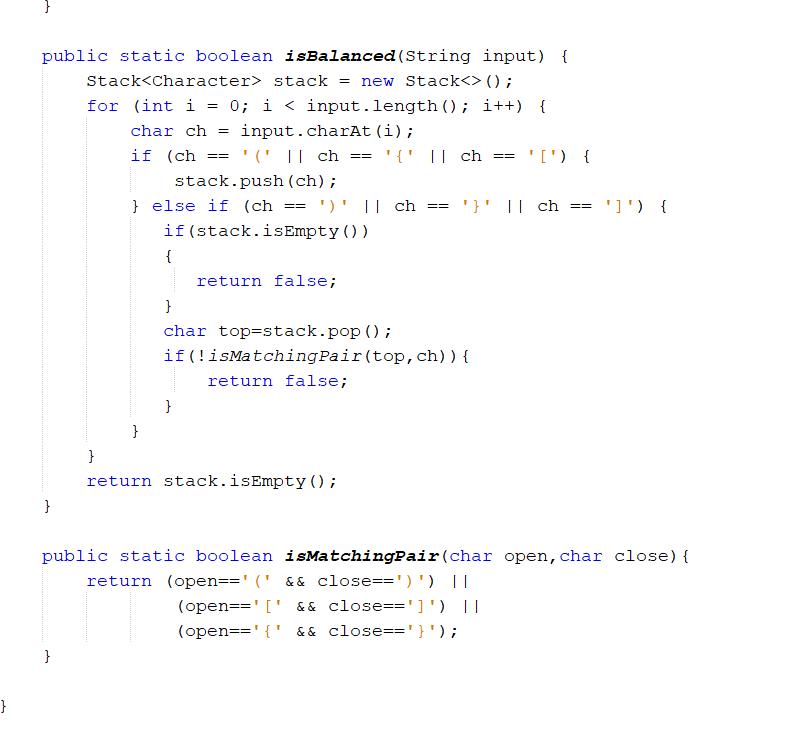 }
public static boolean isBalanced(String input) {
Stack<Character> stack = new Stack<>();
for (int i = 0; i < input.length(); i++) {
char ch = input.charAt(i);
if (ch == '(' || ch == '{' || ch == '[') {
stack.push(ch);
} else if (ch == ')' || ch == '}' || ch == ']') {
if(stack.isEmpty())
{
return false;
}
char top=stack.pop();
if(!isMatchingPair(top,ch)){
return false;
}
}
}
return stack.isEmpty();
}
public static boolean isMatchingPair(char open,char close){
return (open=='(' && close==')') ||
(open=='[' && close==']') ||
(open=='{' && close=='}');
}
}